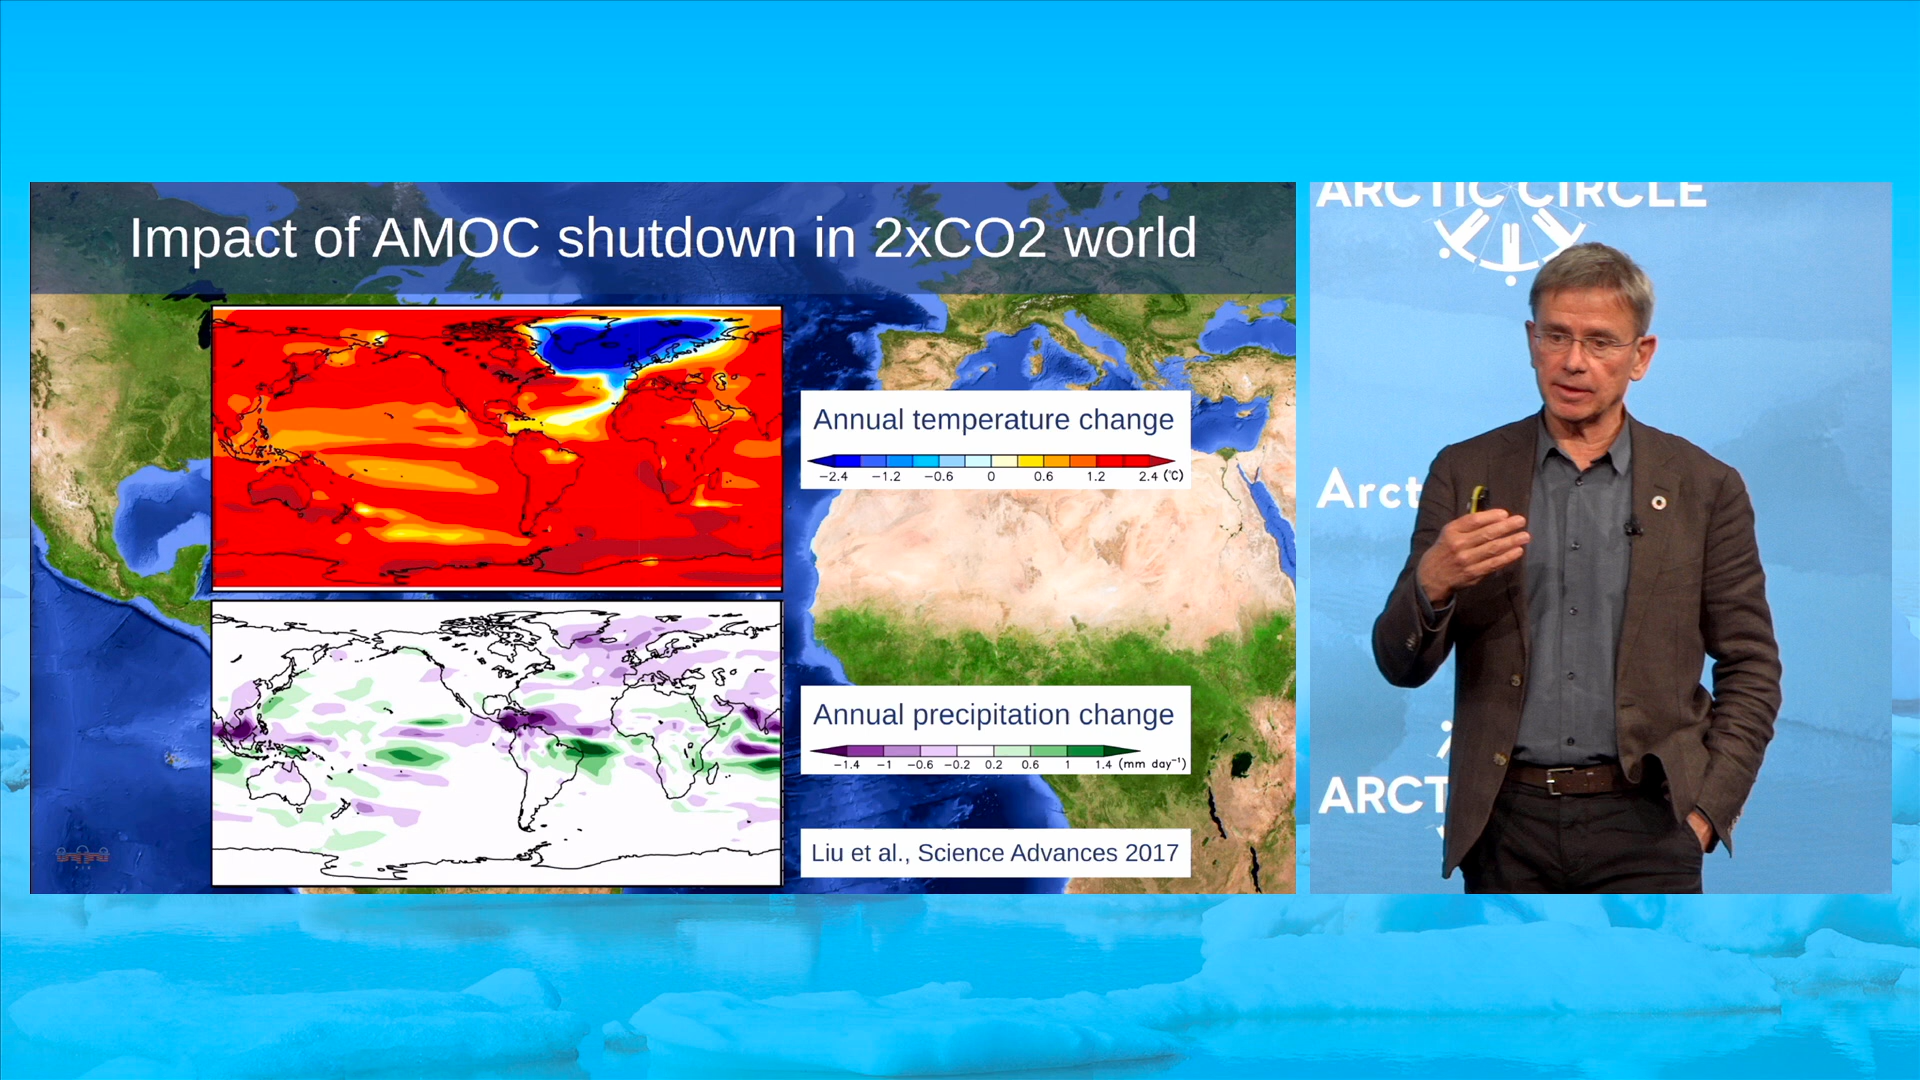 Impact of AMOC shutdown in 2xCO2 world
Annual temperature change
−2.4 −1.2 −0.6 0 0.6 1.2 2.4 (°C)
Annual precipitation change
−1.4 −1 −0.6 −0.2 0.2 0.6 1 1.4 (mm day⁻¹)
Liu et al., Science Advances 2017
ARCTIC CIRCLE
Arct
ARCT